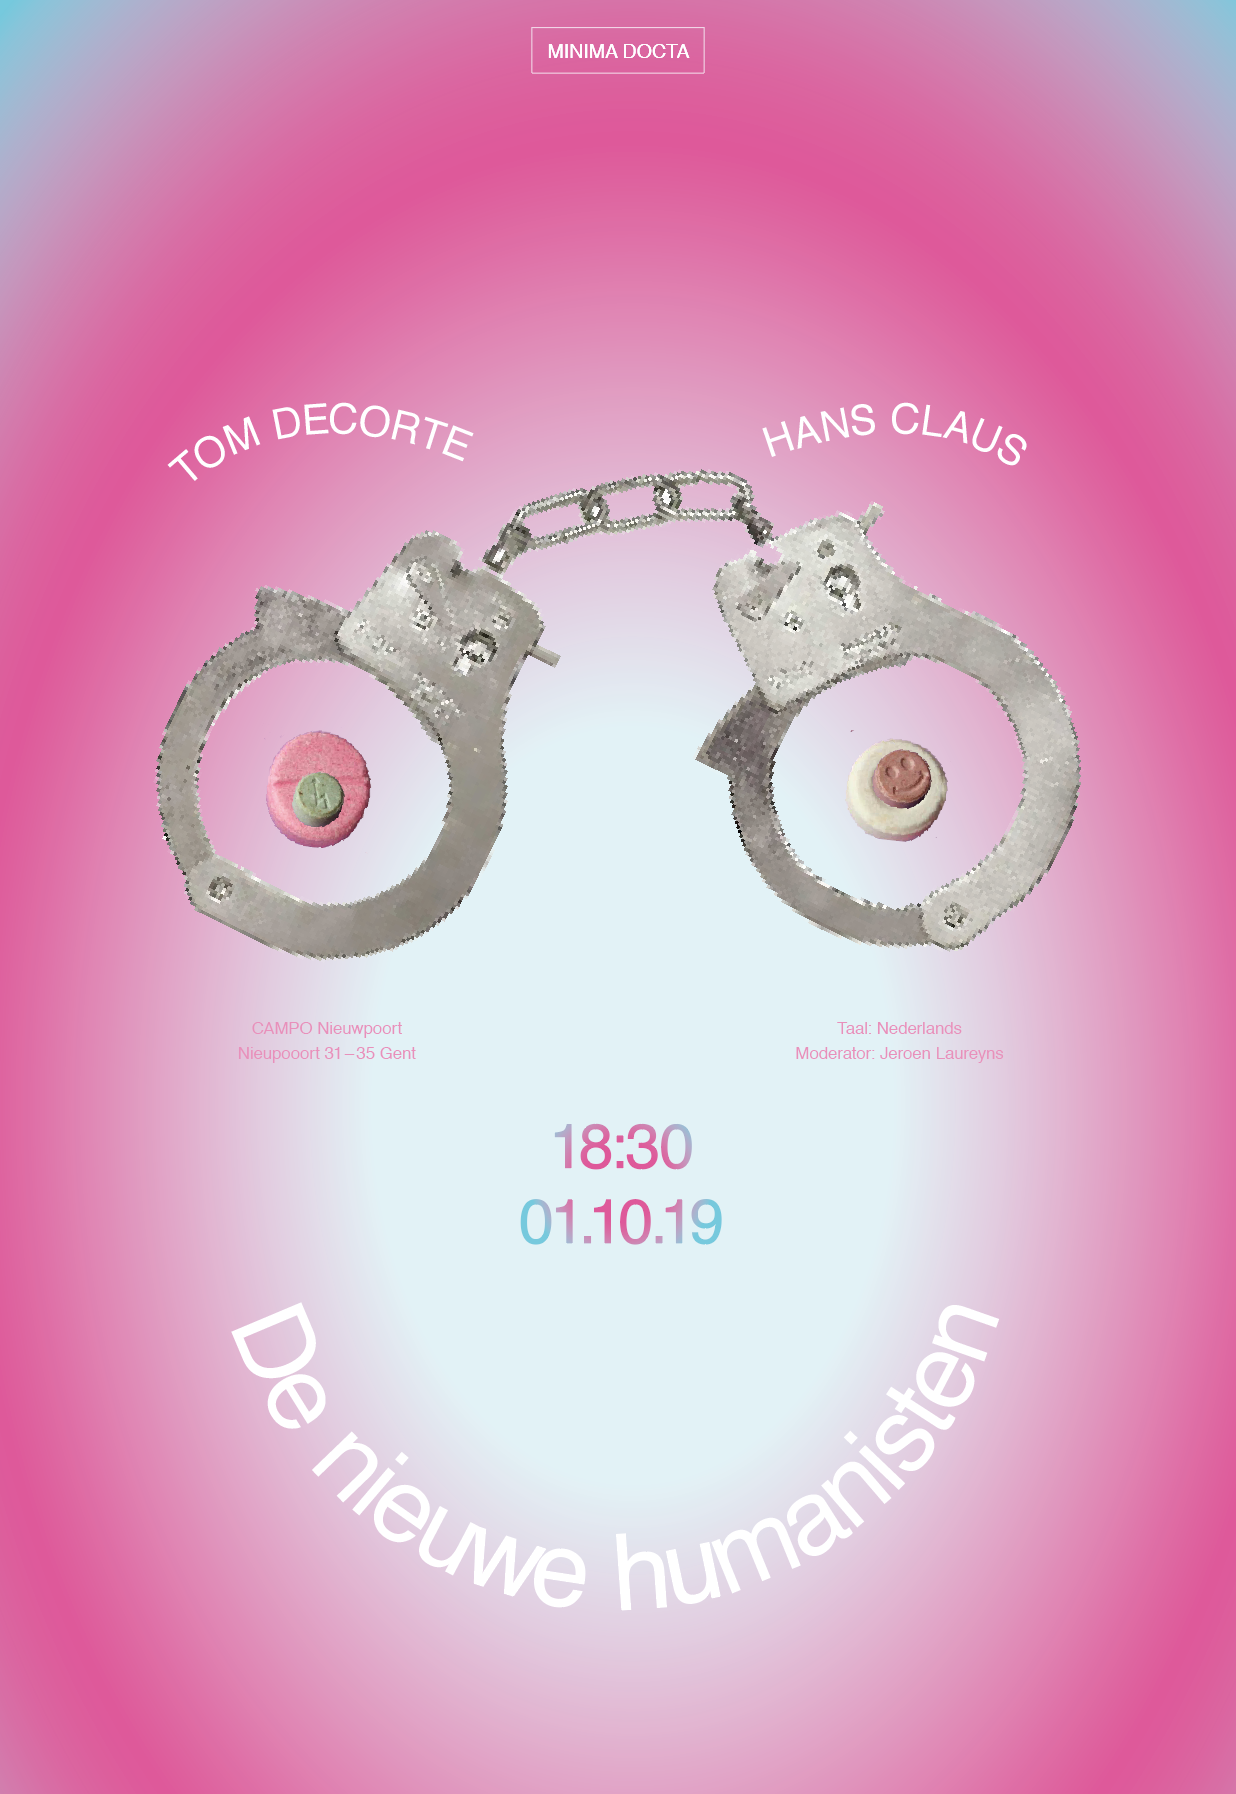 MINIMA DOCTA
TOM DECORTE
HANS CLAUS
CAMPO Nieuwpoort
Nieupooort 31–35 Gent
Taal: Nederlands
Moderator: Jeroen Laureyns
18:30
01.10.19
De nieuwe humanisten